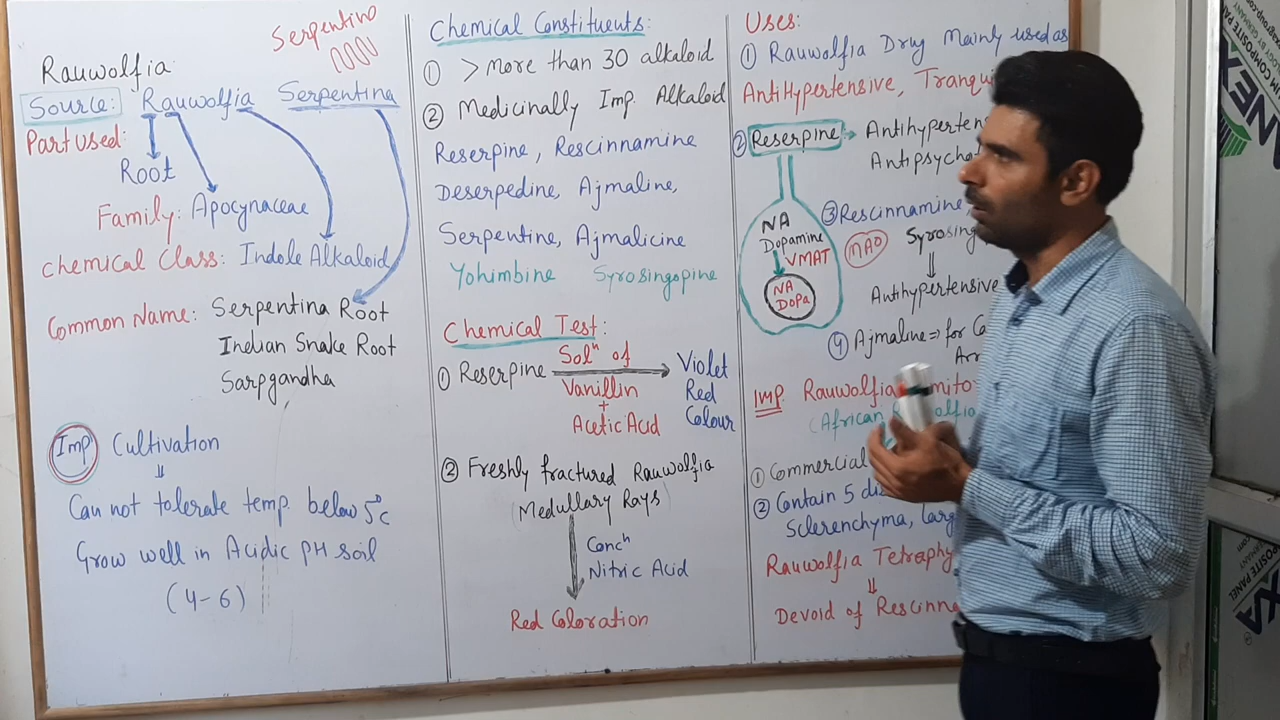 Rauwolfia
Serpentino
Source: Rauwolfia Serpentina
Part used:
Root
Family: Apocynaceae
Chemical Class: Indole Alkaloid
Common Name: Serpentina Root
Indian Snake Root
Sarpgandha
Imp Cultivation
⇓
Can not tolerate temp. below 5°c
Grow well in Acidic PH soil
(4-6)
Chemical Constituents:
① > More than 30 alkaloid
② Medicinally Imp. Alkaloid
Reserpine, Rescinnamine
Deserpedine, Ajmaline,
Serpentine, Ajmalicine
Yohimbine Syrosingopine
Chemical Test:
① Reserpine Solⁿ of Vanillin + Acetic Acid → Violet Red Colour
② Freshly fractured Rauwolfia
(Medullary Rays)
Concʰ
Nitric Acid
Red Coloration
Uses:
① Rauwolfia Drug Mainly used as
AntiHypertensive, Tranqu
② Reserpine → Antihyperten
Antipsycho
NA
Dopamine
VMAT
NA
Dopa
③ Rescinnamine,
MAO Syrosing
⇓
Antihypertensive
④ Ajmaline ⇒ for
IMP Rauwolfia
(African
① Commercial
② Contain 5
Sclerenchyma,
Rauwolfia Tetraphy
⇓
Devoid of Rescinn